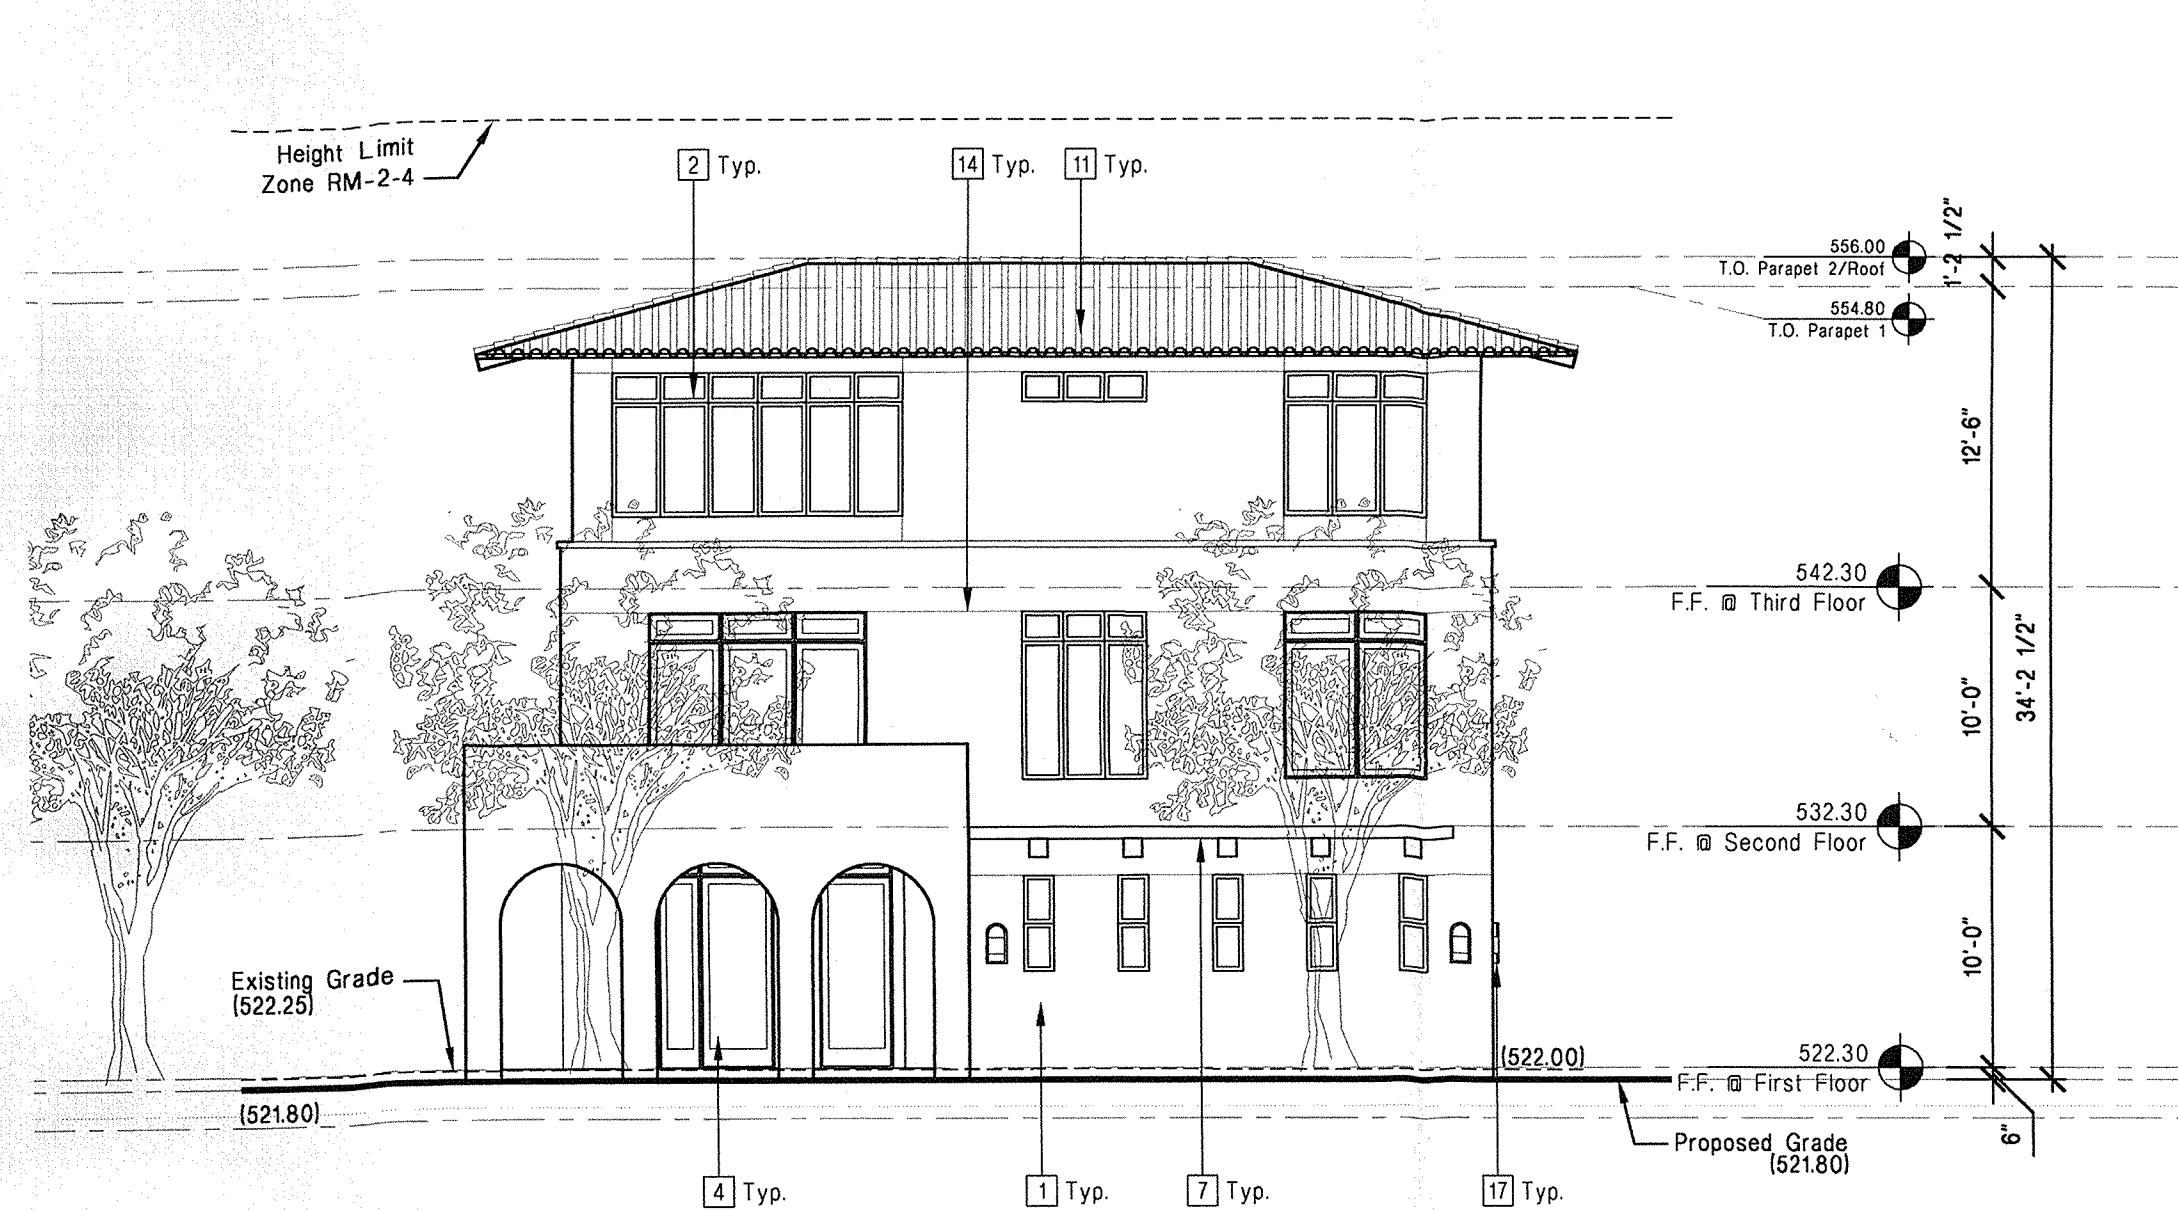 Height Limit
Zone RM-2-4
2 Typ.
14 Typ.
11 Typ.
556.00
T.O. Parapet 2/Roof
1'-2 1/2"
554.80
T.O. Parapet 1
12'-6"
542.30
F.F. @ Third Floor
10'-0"
34'-2 1/2"
532.30
F.F. @ Second Floor
10'-0"
Existing Grade
(522.25)
(522.00)
522.30
F.F. @ First Floor
(521.80)
6"
Proposed Grade
(521.80)
4 Typ.
1 Typ.
7 Typ.
17 Typ.